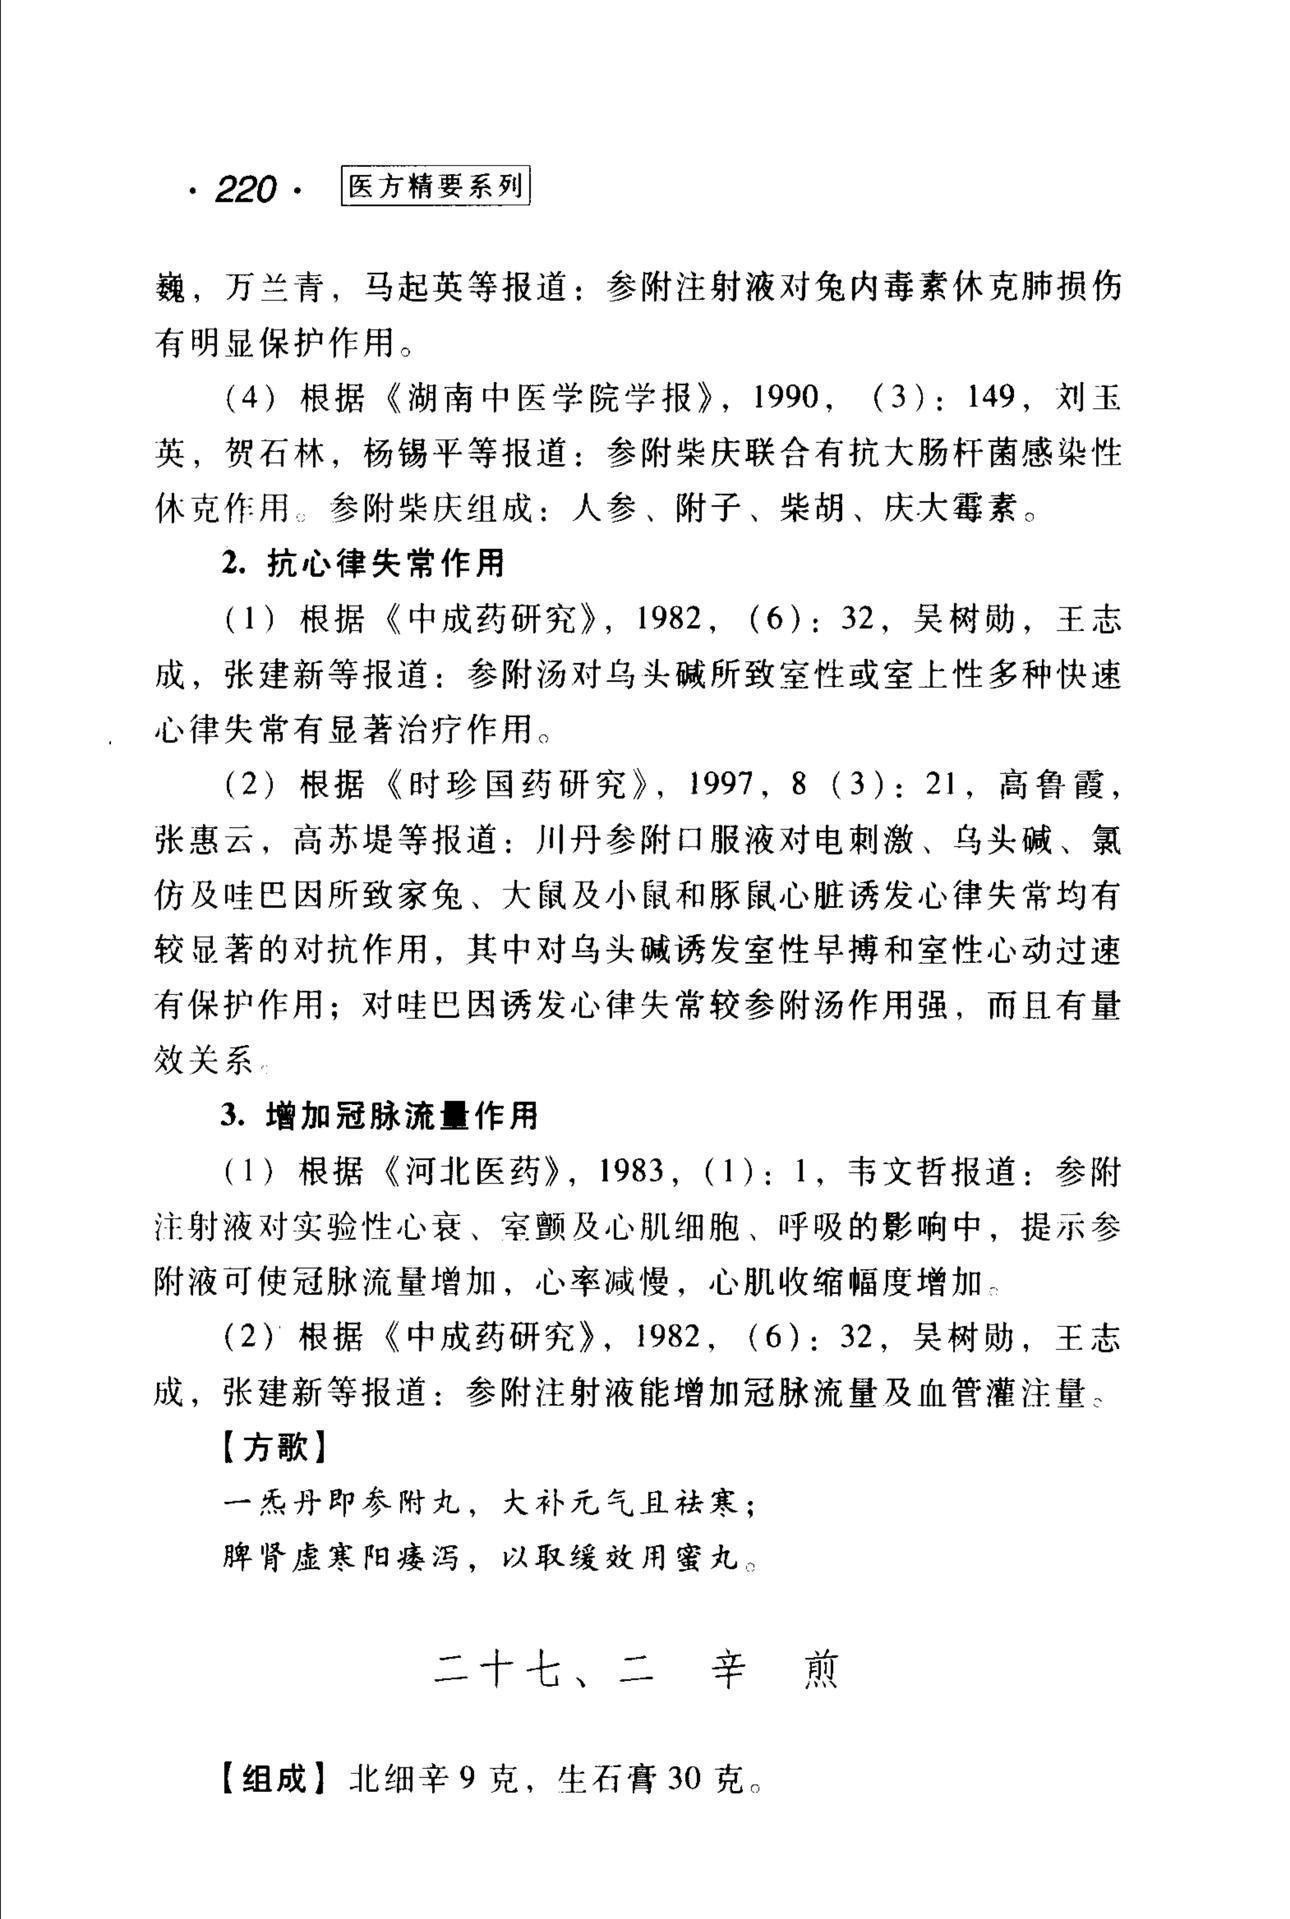 ·220· 医方精要系列
巍，万兰青，马起英等报道：参附注射液对兔内毒素休克肺损伤
有明显保护作用。
(4) 根据《湖南中医学院学报》，1990，(3)：149，刘玉
英，贺石林，杨锡平等报道：参附柴庆联合有抗大肠杆菌感染性
休克作用。参附柴庆组成：人参、附子、柴胡、庆大霉素。
2. 抗心律失常作用
(1) 根据《中成药研究》，1982，(6)：32，吴树勋，王志
成，张建新等报道：参附汤对乌头碱所致室性或室上性多种快速
心律失常有显著治疗作用。
(2) 根据《时珍国药研究》，1997，8 (3)：21，高鲁霞，
张惠云，高苏堤等报道：川丹参附口服液对电刺激、乌头碱、氯
仿及哇巴因所致家兔、大鼠及小鼠和豚鼠心脏诱发心律失常均有
较显著的对抗作用，其中对乌头碱诱发室性早搏和室性心动过速
有保护作用；对哇巴因诱发心律失常较参附汤作用强，而且有量
效关系。
3. 增加冠脉流量作用
(1) 根据《河北医药》，1983，(1)：1，韦文哲报道：参附
注射液对实验性心衰、室颤及心肌细胞、呼吸的影响中，提示参
附液可使冠脉流量增加，心率减慢，心肌收缩幅度增加。
(2) 根据《中成药研究》，1982，(6)：32，吴树勋，王志
成，张建新等报道：参附注射液能增加冠脉流量及血管灌注量。
【方歌】
一炁丹即参附丸，大补元气且祛寒；
脾肾虚寒阳痿泻，以取缓效用蜜丸。
二十七、二 辛 煎
【组成】北细辛 9 克，生石膏 30 克。